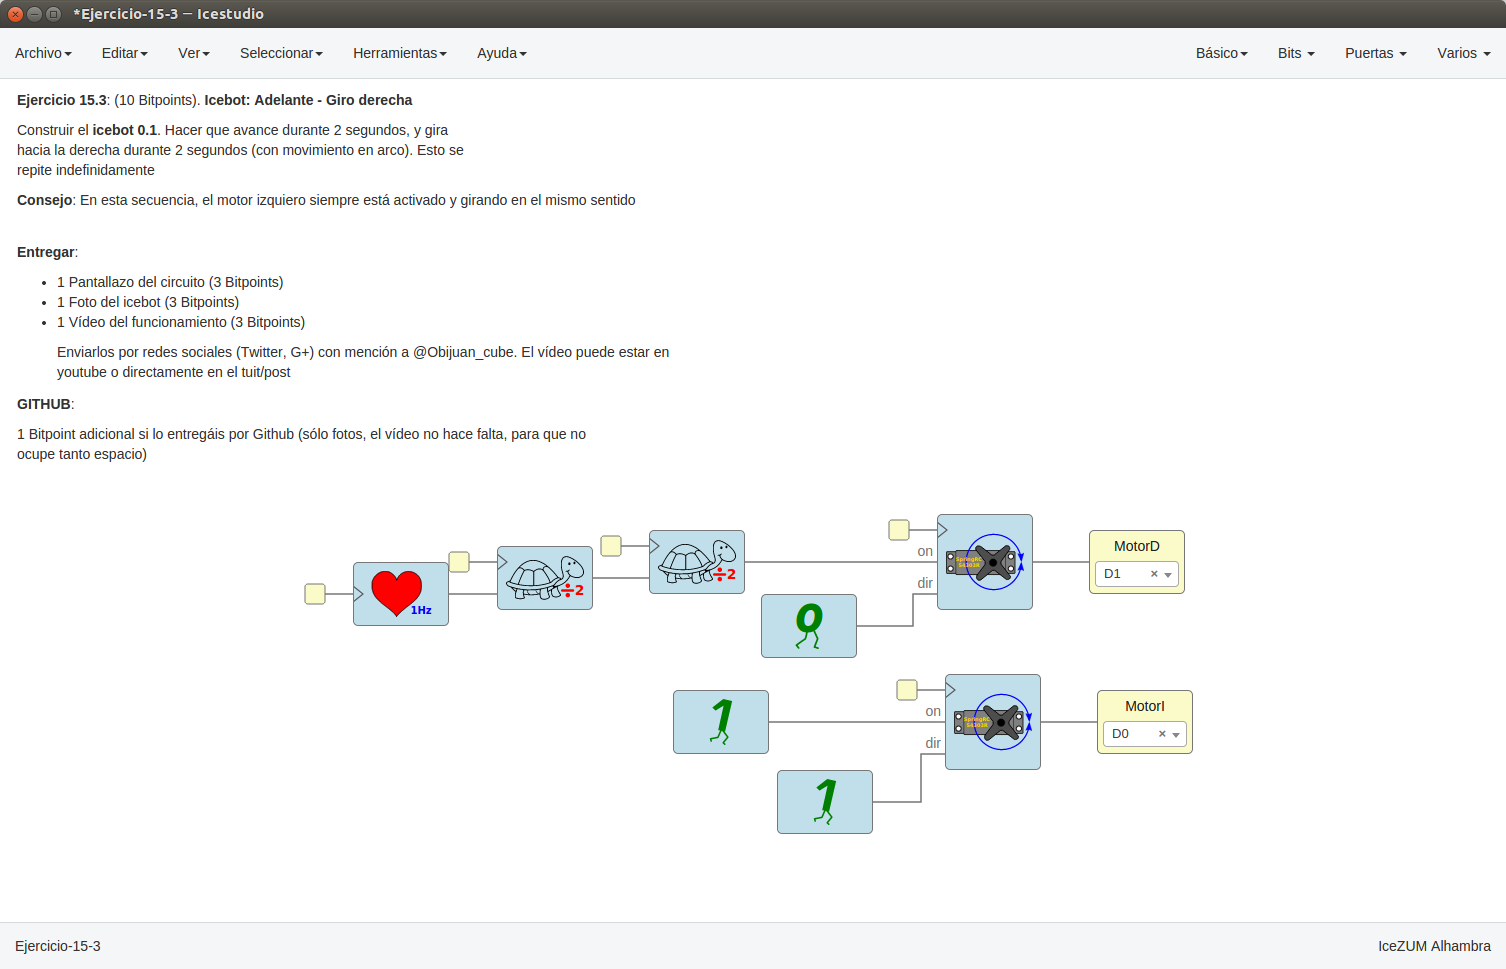 *Ejercicio-15-3 — Icestudio
Archivo Editar Ver Seleccionar Herramientas Ayuda Básico Bits Puertas Varios
Ejercicio 15.3: (10 Bitpoints). Icebot: Adelante - Giro derecha
Construir el icebot 0.1. Hacer que avance durante 2 segundos, y gira
hacia la derecha durante 2 segundos (con movimiento en arco). Esto se
repite indefinidamente
Consejo: En esta secuencia, el motor izquiero siempre está activado y girando en el mismo sentido
Entregar:
• 1 Pantallazo del circuito (3 Bitpoints)
• 1 Foto del icebot (3 Bitpoints)
• 1 Vídeo del funcionamiento (3 Bitpoints)
Enviarlos por redes sociales (Twitter, G+) con mención a @Obijuan_cube. El vídeo puede estar en
youtube o directamente en el tuit/post
GITHUB:
1 Bitpoint adicional si lo entregáis por Github (sólo fotos, el vídeo no hace falta, para que no
ocupe tanto espacio)
1Hz
÷2
÷2
on
dir
SpringRC
SM-S4303R
MotorD
D1 ×
0
1
on
dir
MotorI
D0 ×
1
Ejercicio-15-3
IceZUM Alhambra